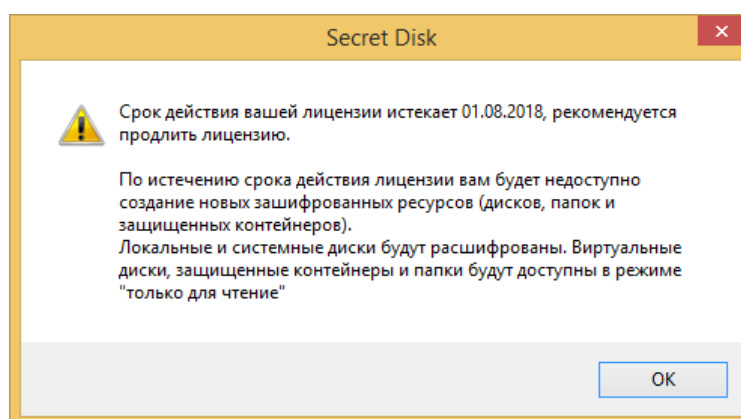 Secret Disk
Срок действия вашей лицензии истекает 01.08.2018, рекомендуется
продлить лицензию.
По истечению срока действия лицензии вам будет недоступно
создание новых зашифрованных ресурсов (дисков, папок и
защищенных контейнеров).
Локальные и системные диски будут расшифрованы. Виртуальные
диски, защищенные контейнеры и папки будут доступны в режиме
"только для чтение"
ОК